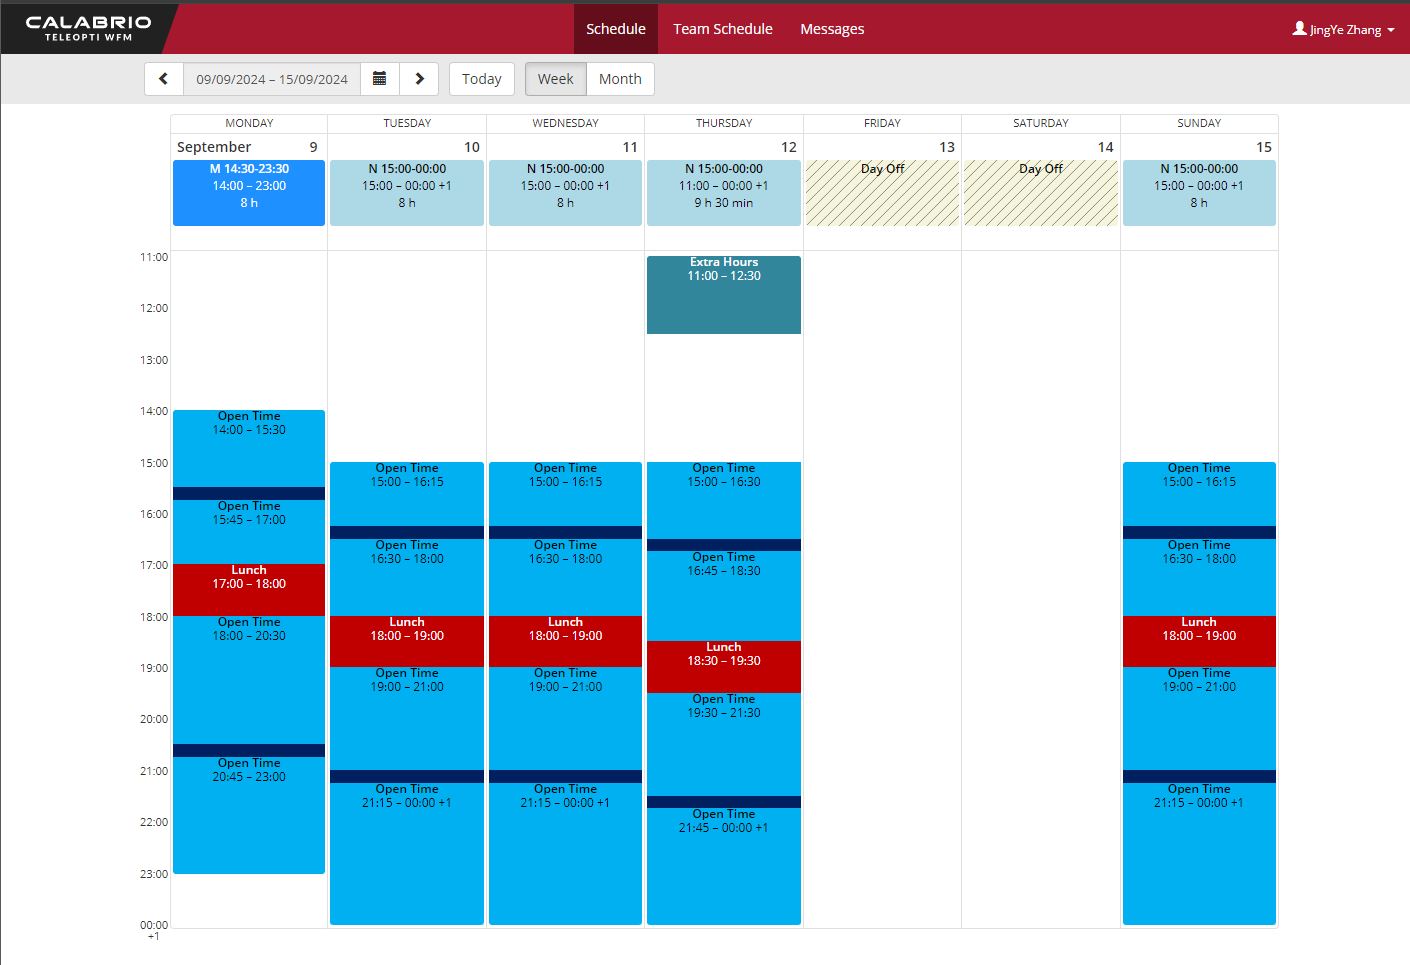 CALABRIO
TELEOPTI WFM
Schedule
Team Schedule
Messages
JingYe Zhang
09/09/2024 – 15/09/2024
Today
Week
Month
MONDAY
TUESDAY
WEDNESDAY
THURSDAY
FRIDAY
SATURDAY
SUNDAY
September 9
10
11
12
13
14
15
M 14:30-23:30
14:00 – 23:00
8 h
N 15:00-00:00
15:00 – 00:00 +1
8 h
N 15:00-00:00
15:00 – 00:00 +1
8 h
N 15:00-00:00
11:00 – 00:00 +1
9 h 30 min
Day Off
Day Off
N 15:00-00:00
15:00 – 00:00 +1
8 h
11:00
12:00
13:00
14:00
15:00
16:00
17:00
18:00
19:00
20:00
21:00
22:00
23:00
00:00
+1
Open Time
14:00 – 15:30
Open Time
15:45 – 17:00
Lunch
17:00 – 18:00
Open Time
18:00 – 20:30
Open Time
20:45 – 23:00
Open Time
15:00 – 16:15
Open Time
16:30 – 18:00
Lunch
18:00 – 19:00
Open Time
19:00 – 21:00
Open Time
21:15 – 00:00 +1
Open Time
15:00 – 16:15
Open Time
16:30 – 18:00
Lunch
18:00 – 19:00
Open Time
19:00 – 21:00
Open Time
21:15 – 00:00 +1
Extra Hours
11:00 – 12:30
Open Time
15:00 – 16:30
Open Time
16:45 – 18:30
Lunch
18:30 – 19:30
Open Time
19:30 – 21:30
Open Time
21:45 – 00:00 +1
Open Time
15:00 – 16:15
Open Time
16:30 – 18:00
Lunch
18:00 – 19:00
Open Time
19:00 – 21:00
Open Time
21:15 – 00:00 +1